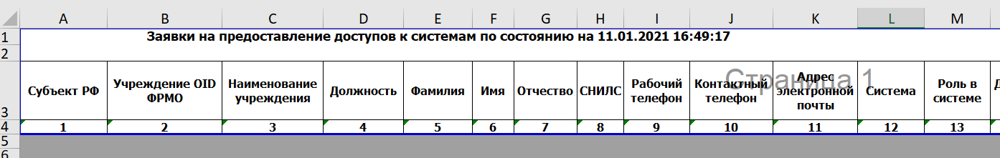 A B C D E F G H I J K L M
1 Заявки на предоставление доступов к системам по состоянию на 11.01.2021 16:49:17
2
Страница 1
3 Субъект РФ Учреждение OID ФРМО Наименование учреждения Должность Фамилия Имя Отчество СНИЛС Рабочий телефон Контактный телефон Адрес электронной почты Система Роль в системе
4 1 2 3 4 5 6 7 8 9 10 11 12 13
5
6